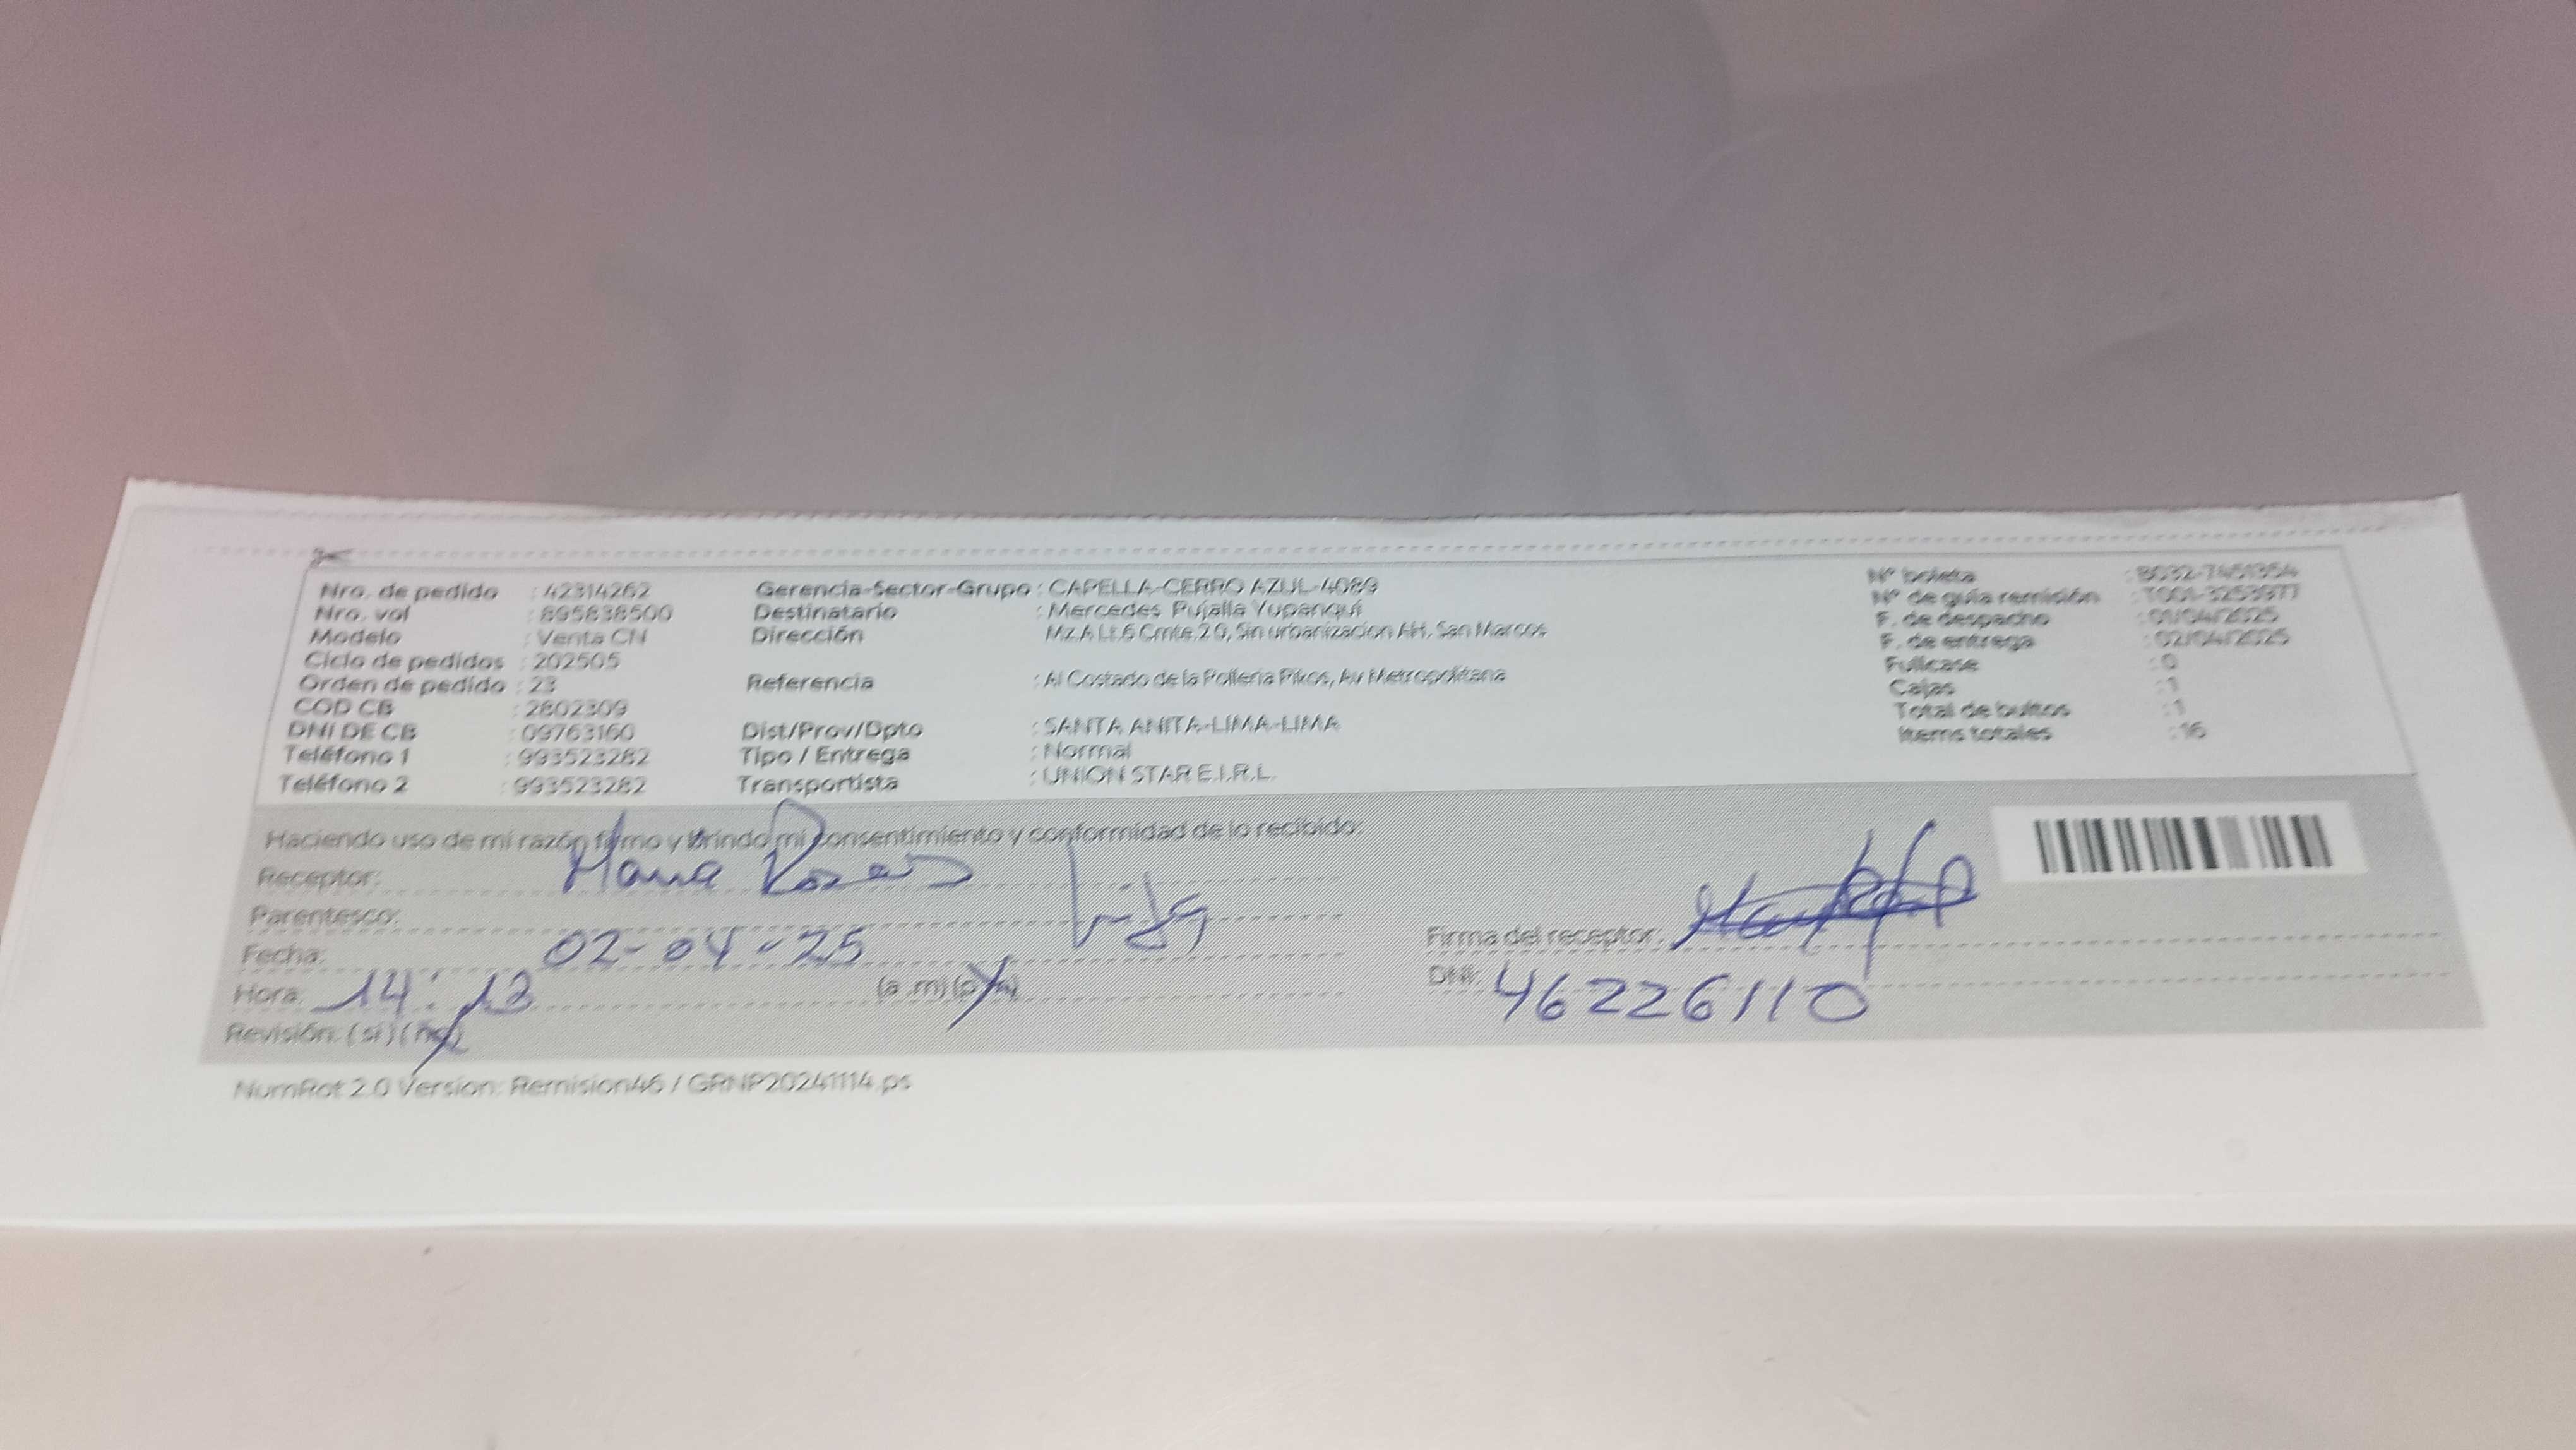 Nro. de pedido : 42314262
Nro. vol : 895838500
Modelo : Venta CN
Ciclo de pedidos : 202505
Orden de pedido : 23
COD CB : 2802309
DNI DE CB : 09763160
Teléfono 1 : 993523282
Teléfono 2 : 993523282
Gerencia-Sector-Grupo : CAPELLA-CERRO AZUL-4089
Destinatario : Mercedes Pujalla Yupanqui
Dirección Mz.A Lt.6 Cmte.20, Sin urbanizacion AH. San Marcos
Referencia : Al Costado de la Polleria Pikos, Av Metropolitana
Dist/Prov/Dpto : SANTA ANITA-LIMA-LIMA
Tipo / Entrega : Normal
Transportista : UNION STAR E.I.R.L.
Nº boleta : B032-7451354
Nº de guía remisión : T001-3253977
F. de despacho : 01/04/2025
F. de entrega : 02/04/2025
Fullcase : 0
Cajas : 1
Total de bultos : 1
Items totales : 16
Haciendo uso de mi razón firmo y brindo mi consentimiento y conformidad de lo recibido:
Receptor: Maria
Parentesco:
Fecha: 02-04-25
Hora: 14:13 (a .m) (p .m)
Revisión: ( si ) ( no )
Firma del receptor:
DNI: 46226110
NumRot 2.0 Version: Remision46 / GRNP20241114.ps